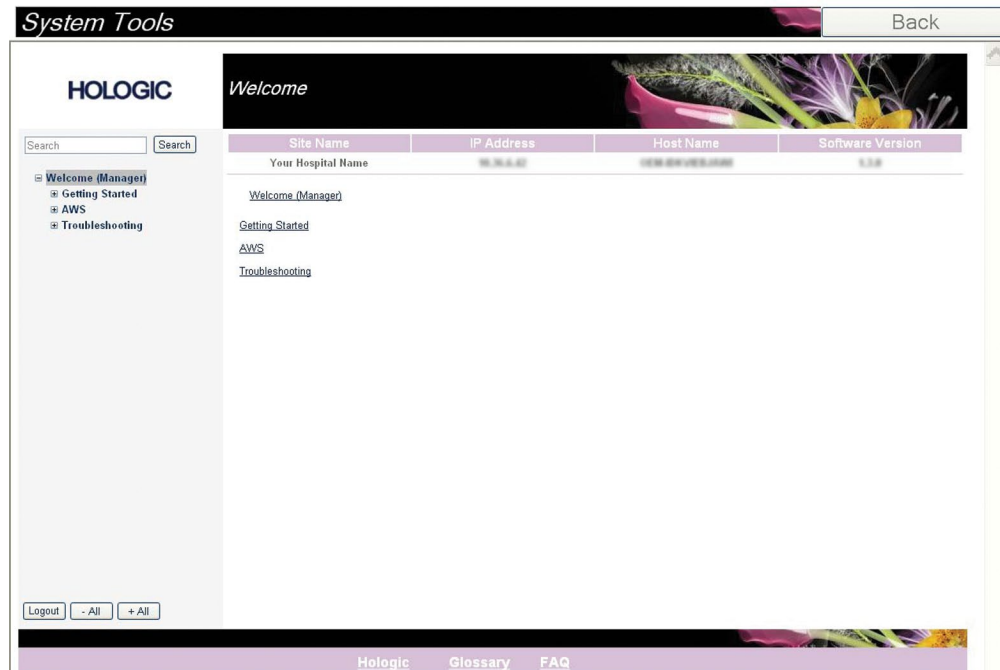 System Tools
Back
HOLOGIC
Welcome
Search Search
Site Name IP Address Host Name Software Version
Your Hospital Name
Welcome (Manager)
Getting Started
AWS
Troubleshooting
Welcome (Manager)
Getting Started
AWS
Troubleshooting
Logout - All + All
Hologic Glossary FAQ